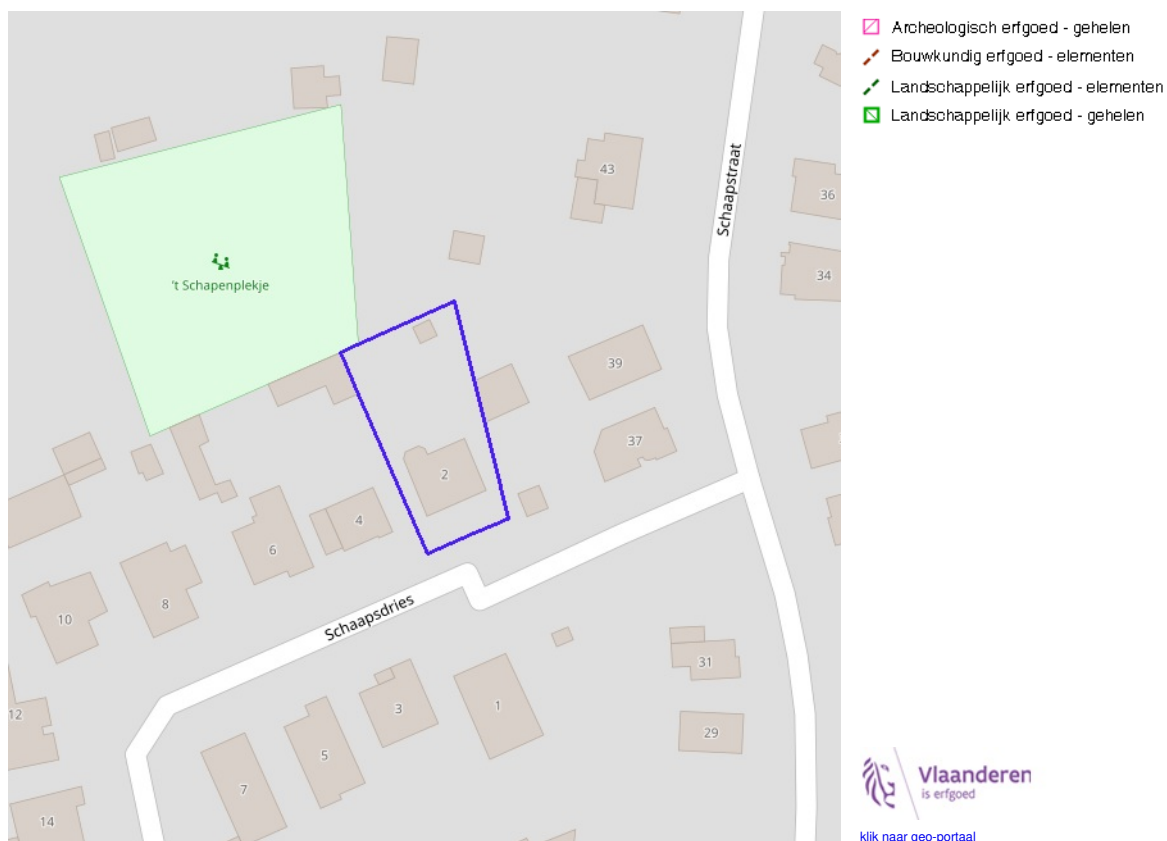 Archeologisch erfgoed - gehelen
Bouwkundig erfgoed - elementen
Landschappelijk erfgoed - elementen
Landschappelijk erfgoed - gehelen
43
Schaapstraat
36
34
't Schapenplekje
39
37
2
4
6
8
10
Schaapsdries
31
12
3
1
29
5
7
14
Vlaanderen
is erfgoed
klik naar geo-portaal